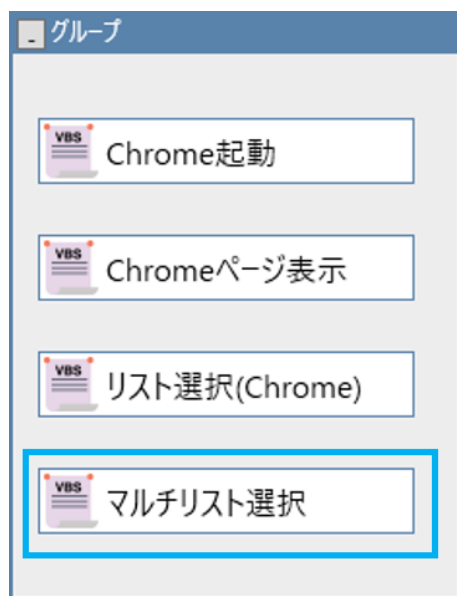 グループ
VBS
Chrome起動
VBS
Chromeページ表示
VBS
リスト選択(Chrome)
VBS
マルチリスト選択